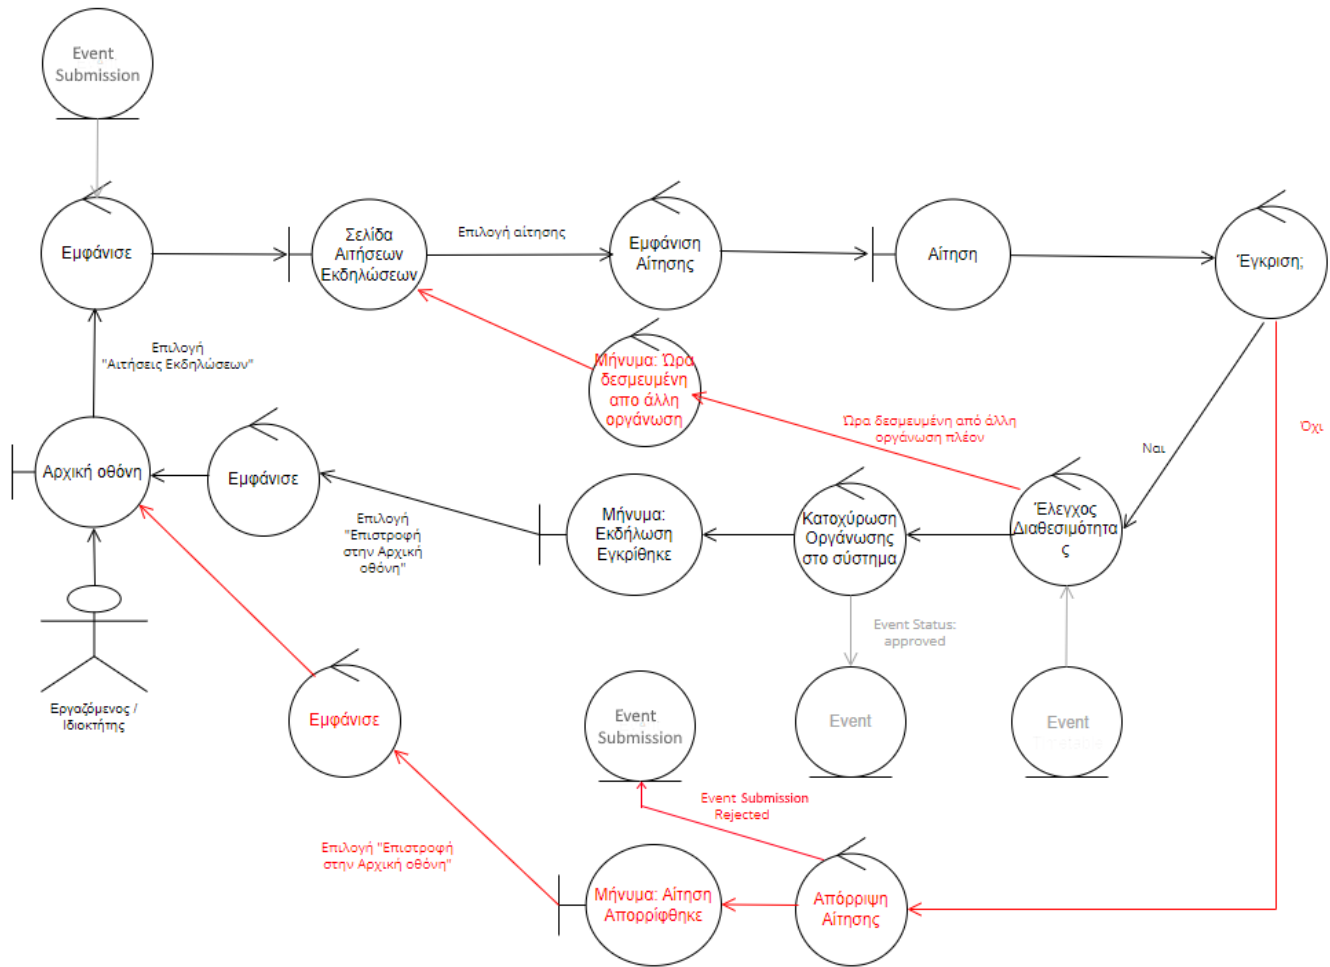 Event
Submission
Εμφάνισε
Σελίδα
Αιτήσεων
Εκδηλώσεων
Επιλογή αίτησης
Εμφάνιση
Αίτησης
Αίτηση
Έγκριση;
Επιλογή
"Αιτήσεις Εκδηλώσεων"
Μήνυμα: Ώρα
δεσμευμένη
απο άλλη
οργάνωση
Ώρα δεσμευμένη από άλλη
οργάνωση πλέον
Όχι
Ναι
Αρχική οθόνη
Εμφάνισε
Επιλογή
"Επιστροφή
στην Αρχική
οθόνη"
Μήνυμα:
Εκδήλωση
Εγκρίθηκε
Κατοχύρωση
Οργάνωσης
στο σύστημα
Έλεγχος
Διαθεσιμότητα
ς
Event Status:
approved
Εργαζόμενος /
Ιδιοκτήτης
Εμφάνισε
Event
Submission
Event
Event
Event Submission
Rejected
Επιλογή "Επιστροφή
στην Αρχική οθόνη"
Μήνυμα: Αίτηση
Απορρίφθηκε
Απόρριψη
Αίτησης